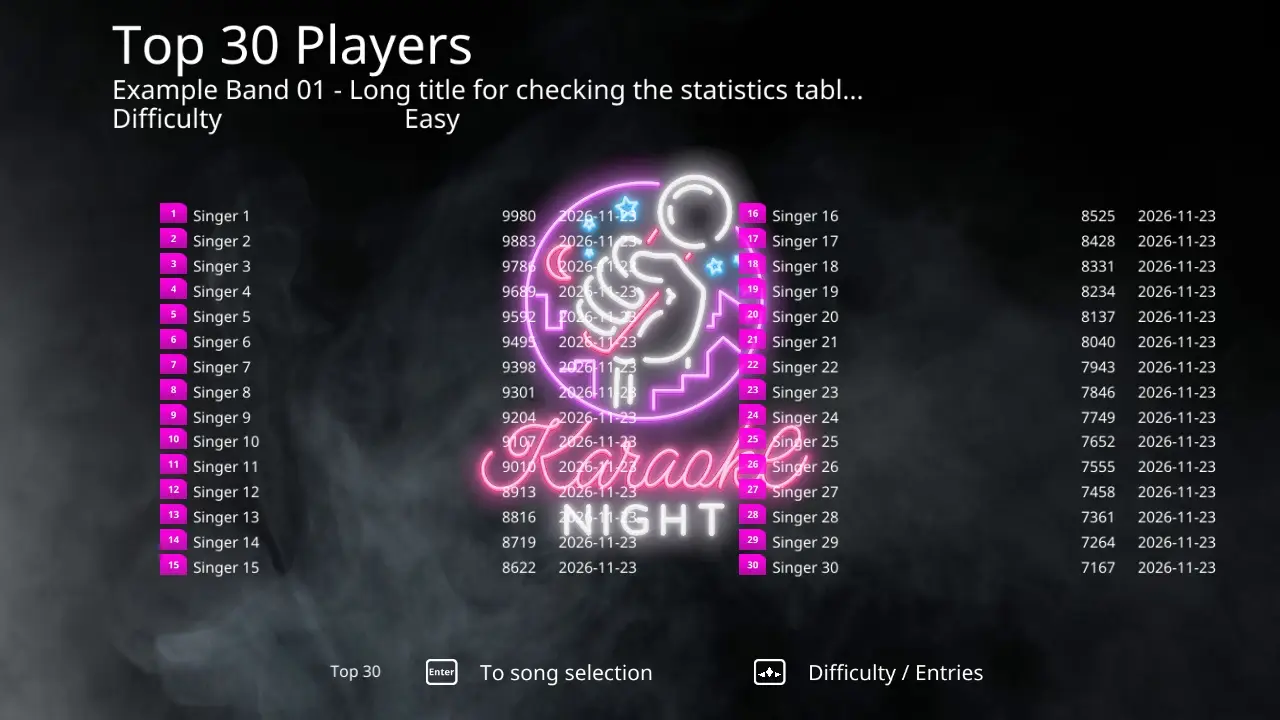 Top 30 Players
Example Band 01 - Long title for checking the statistics tabl...
Difficulty Easy
1 Singer 1 9980 2026-11-23
2 Singer 2 9883 2026-11-23
3 Singer 3 9786 2026-11-23
4 Singer 4 9689 2026-11-23
5 Singer 5 9592 2026-11-23
6 Singer 6 9495 2026-11-23
7 Singer 7 9398 2026-11-23
8 Singer 8 9301 2026-11-23
9 Singer 9 9204 2026-11-23
10 Singer 10 9107 2026-11-23
11 Singer 11 9010 2026-11-23
12 Singer 12 8913 2026-11-23
13 Singer 13 8816 2026-11-23
14 Singer 14 8719 2026-11-23
15 Singer 15 8622 2026-11-23
16 Singer 16 8525 2026-11-23
17 Singer 17 8428 2026-11-23
18 Singer 18 8331 2026-11-23
19 Singer 19 8234 2026-11-23
20 Singer 20 8137 2026-11-23
21 Singer 21 8040 2026-11-23
22 Singer 22 7943 2026-11-23
23 Singer 23 7846 2026-11-23
24 Singer 24 7749 2026-11-23
25 Singer 25 7652 2026-11-23
26 Singer 26 7555 2026-11-23
27 Singer 27 7458 2026-11-23
28 Singer 28 7361 2026-11-23
29 Singer 29 7264 2026-11-23
30 Singer 30 7167 2026-11-23
Karaoke
NIGHT
Top 30 Enter To song selection Difficulty / Entries